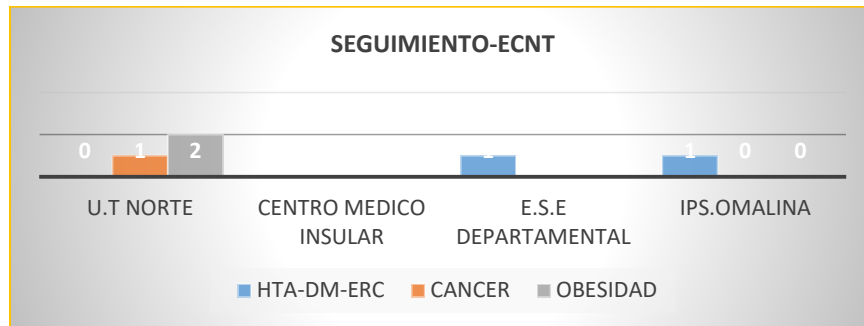 SEGUIMIENTO-ECNT
0 1 2 1 1 0 0
U.T NORTE CENTRO MEDICO INSULAR E.S.E DEPARTAMENTAL IPS.OMALINA
HTA-DM-ERC CANCER OBESIDAD